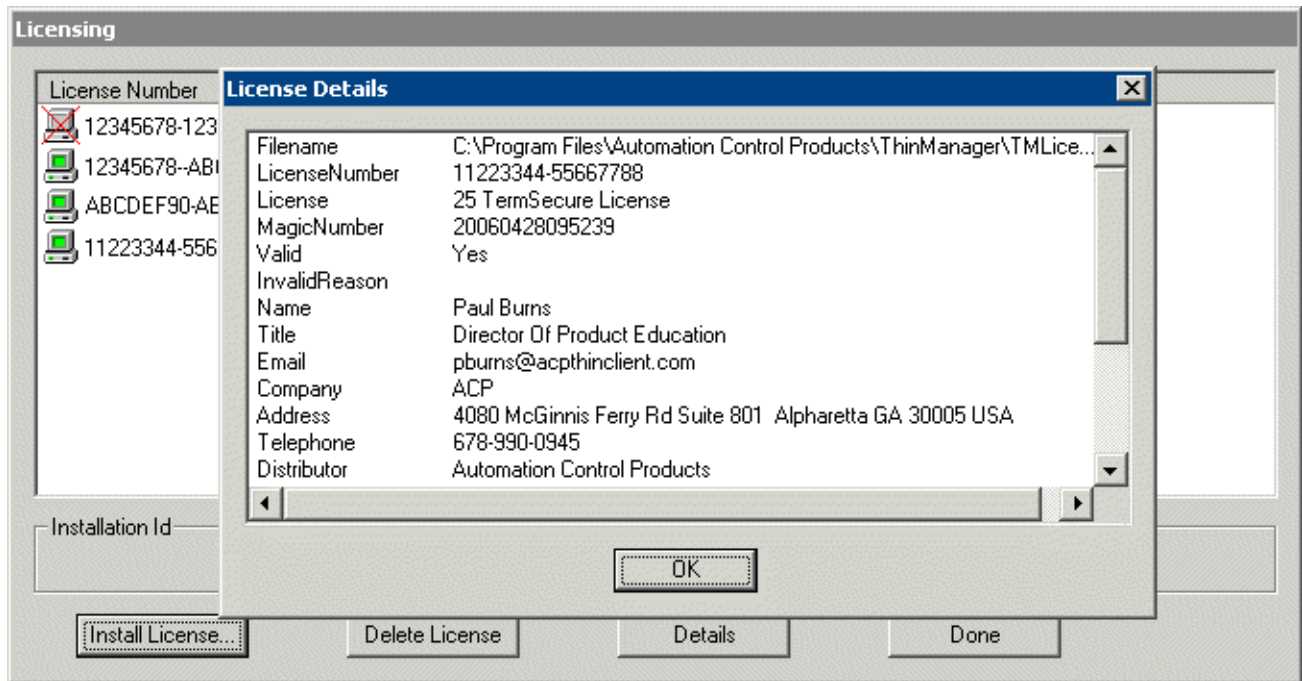 Licensing
License Number
12345678-123
12345678--AB
ABCDEF90-AE
11223344-556
License Details
Filename C:\Program Files\Automation Control Products\ThinManager\TMLice...
LicenseNumber 11223344-55667788
License 25 TermSecure License
MagicNumber 20060428095239
Valid Yes
InvalidReason
Name Paul Burns
Title Director Of Product Education
Email pburns@acpthinclient.com
Company ACP
Address 4080 McGinnis Ferry Rd Suite 801 Alpharetta GA 30005 USA
Telephone 678-990-0945
Distributor Automation Control Products
OK
Installation Id
Install License... Delete License Details Done